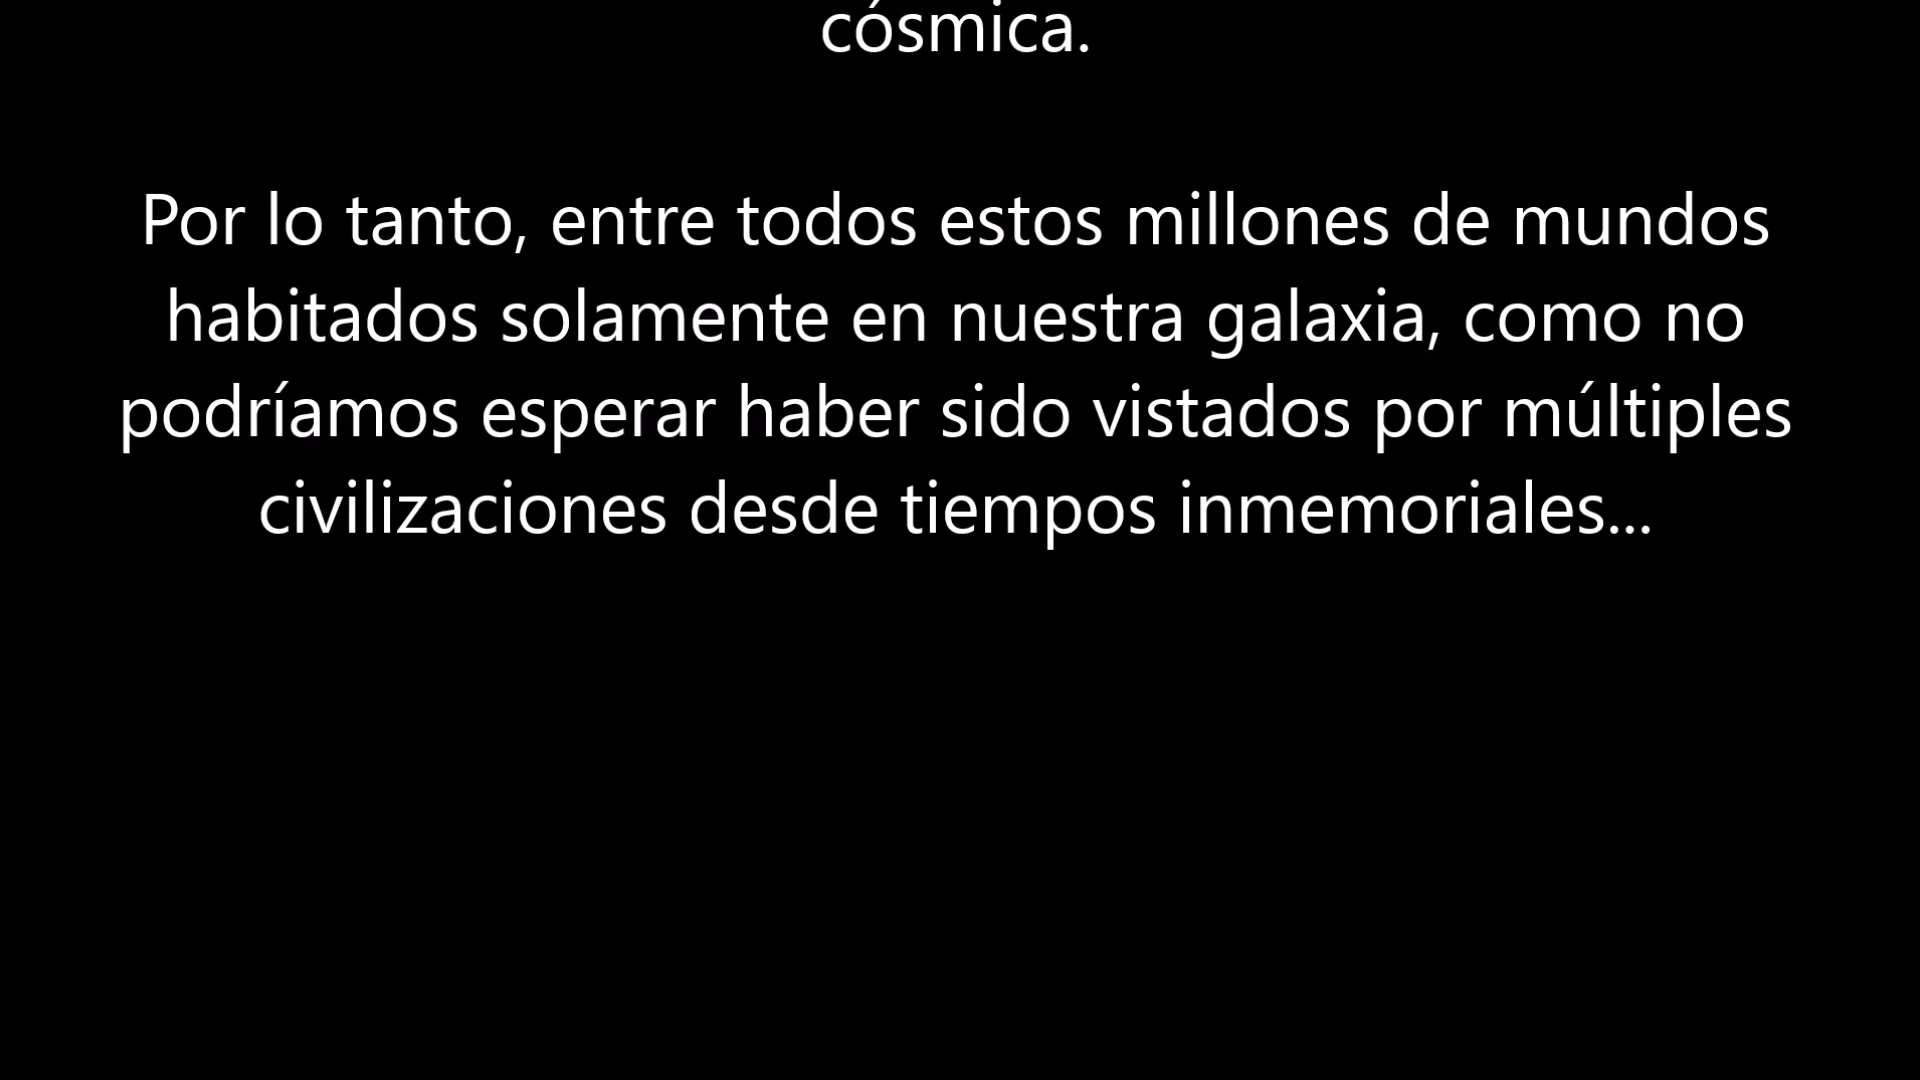 cósmica.
Por lo tanto, entre todos estos millones de mundos
habitados solamente en nuestra galaxia, como no
podríamos esperar haber sido vistados por múltiples
civilizaciones desde tiempos inmemoriales...